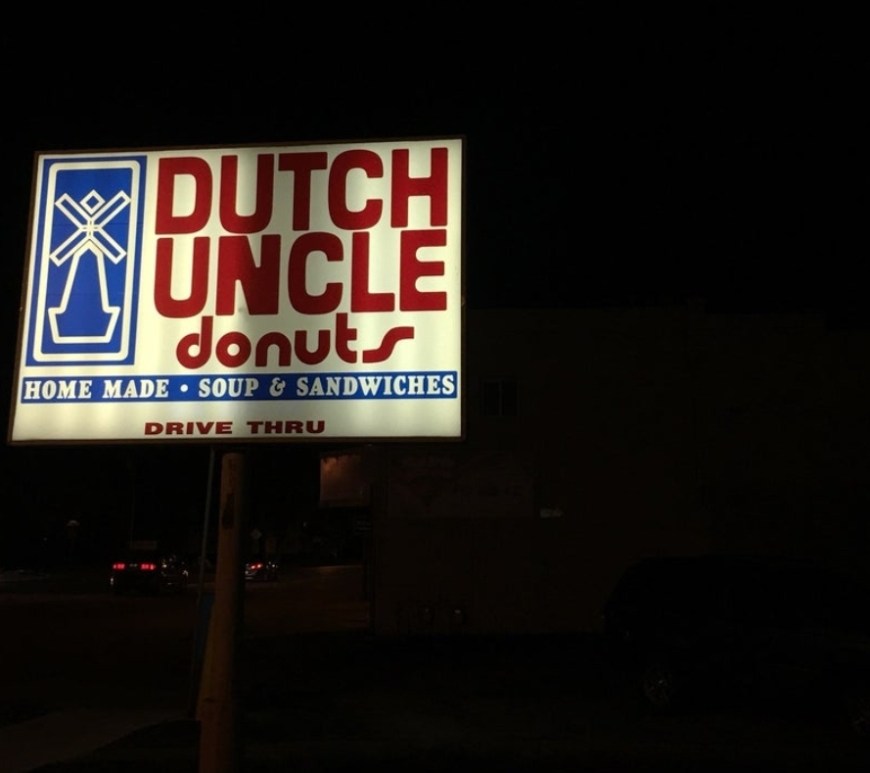 DUTCH
UNCLE
donuts
HOME MADE • SOUP & SANDWICHES
DRIVE THRU